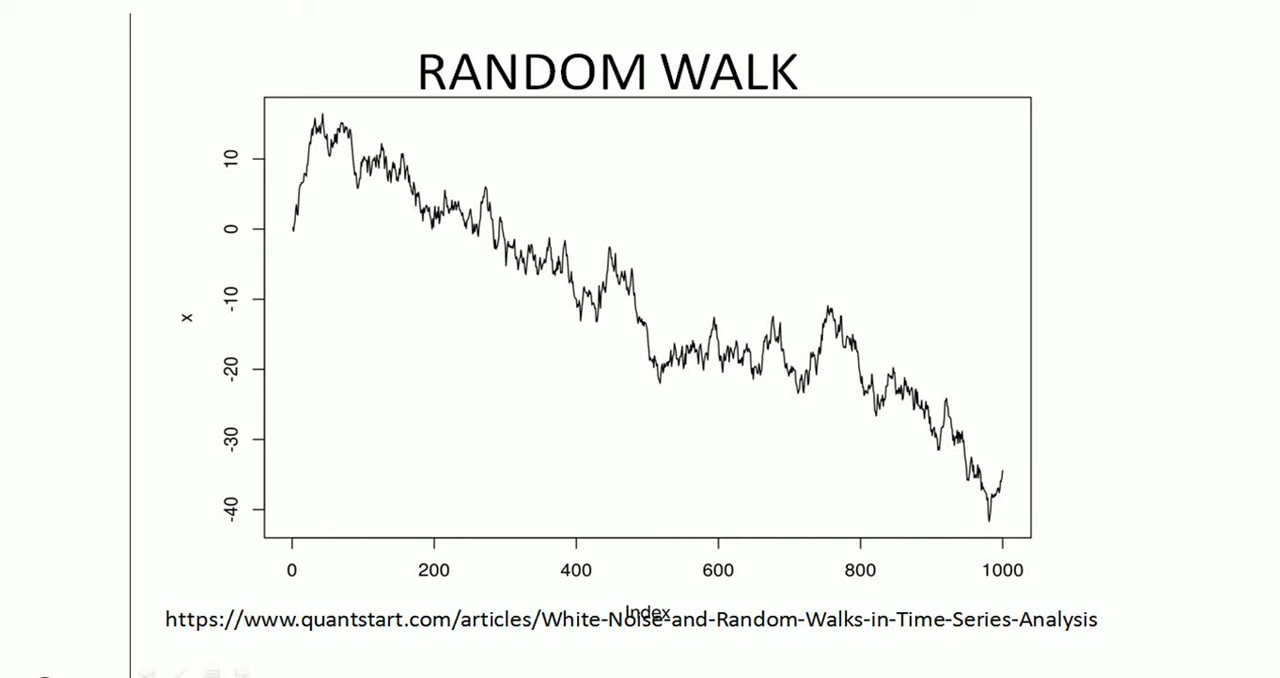 RANDOM WALK
10
0
-10
-20
-30
-40
x
0 200 400 600 800 1000
Index
https://www.quantstart.com/articles/White-Noise-and-Random-Walks-in-Time-Series-Analysis